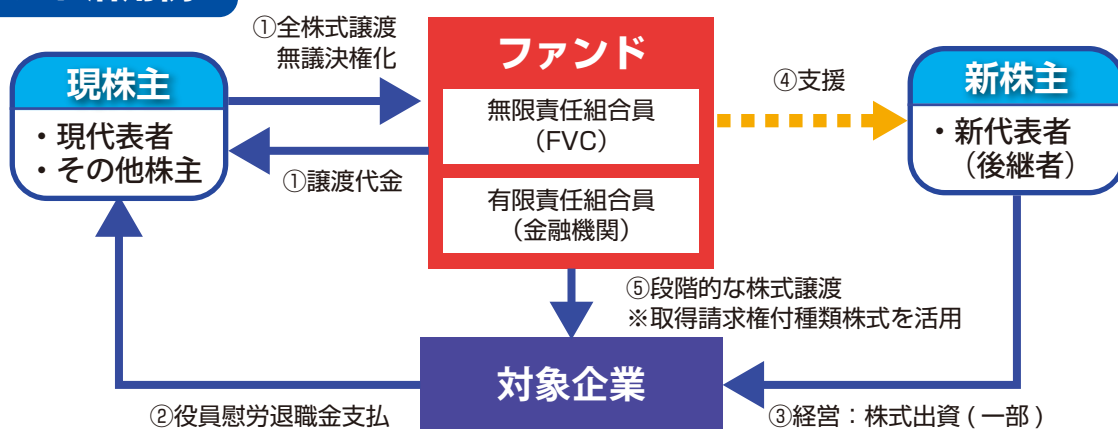 ①全株式譲渡
無議決権化
現株主
・現代表者
・その他株主
①譲渡代金
ファンド
無限責任組合員
(FVC)
有限責任組合員
(金融機関)
④支援
新株主
・新代表者
(後継者)
⑤段階的な株式譲渡
※取得請求権付種類株式を活用
対象企業
②役員慰労退職金支払
③経営：株式出資(一部)